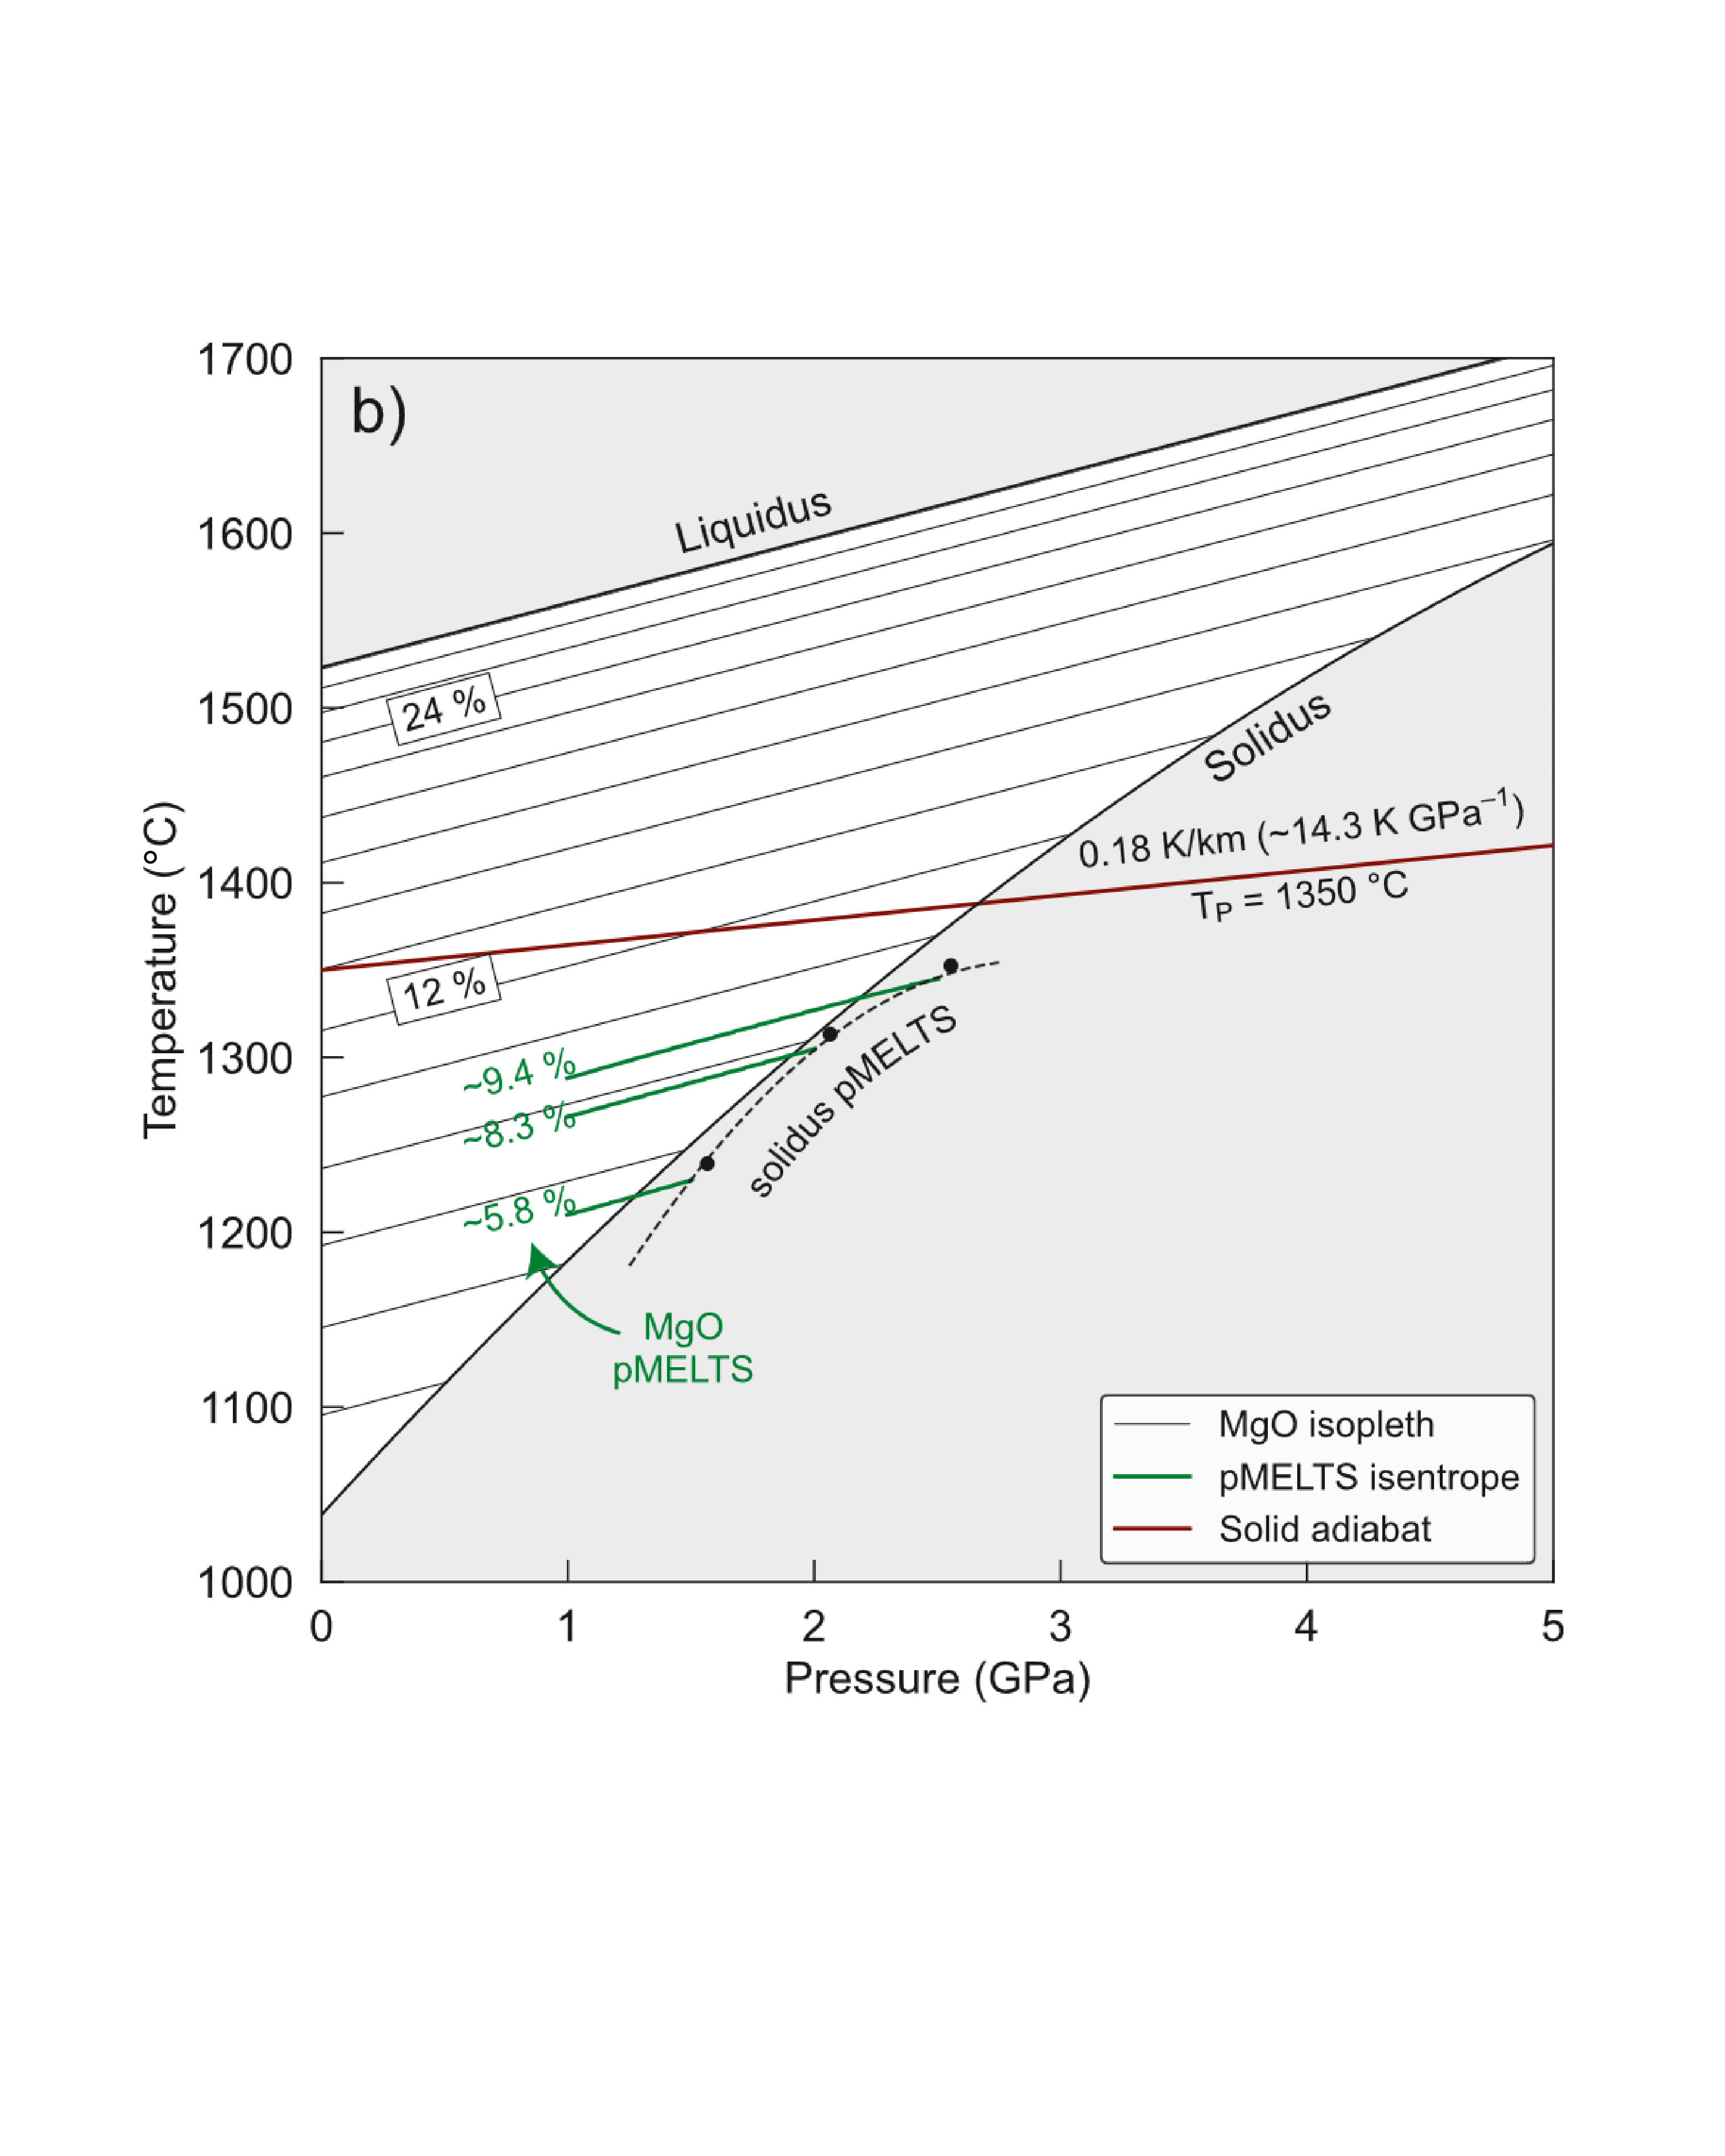 b)
1700
1600
1500
1400
1300
1200
1100
1000
Temperature (°C)
Liquidus
24 %
Solidus
0.18 K/km (~14.3 K GPa⁻¹)
T_P = 1350 °C
12 %
~9.4 %
~8.3 %
~5.8 %
solidus pMELTS
MgO
pMELTS
MgO isopleth
pMELTS isentrope
Solid adiabat
0 1 2 3 4 5
Pressure (GPa)